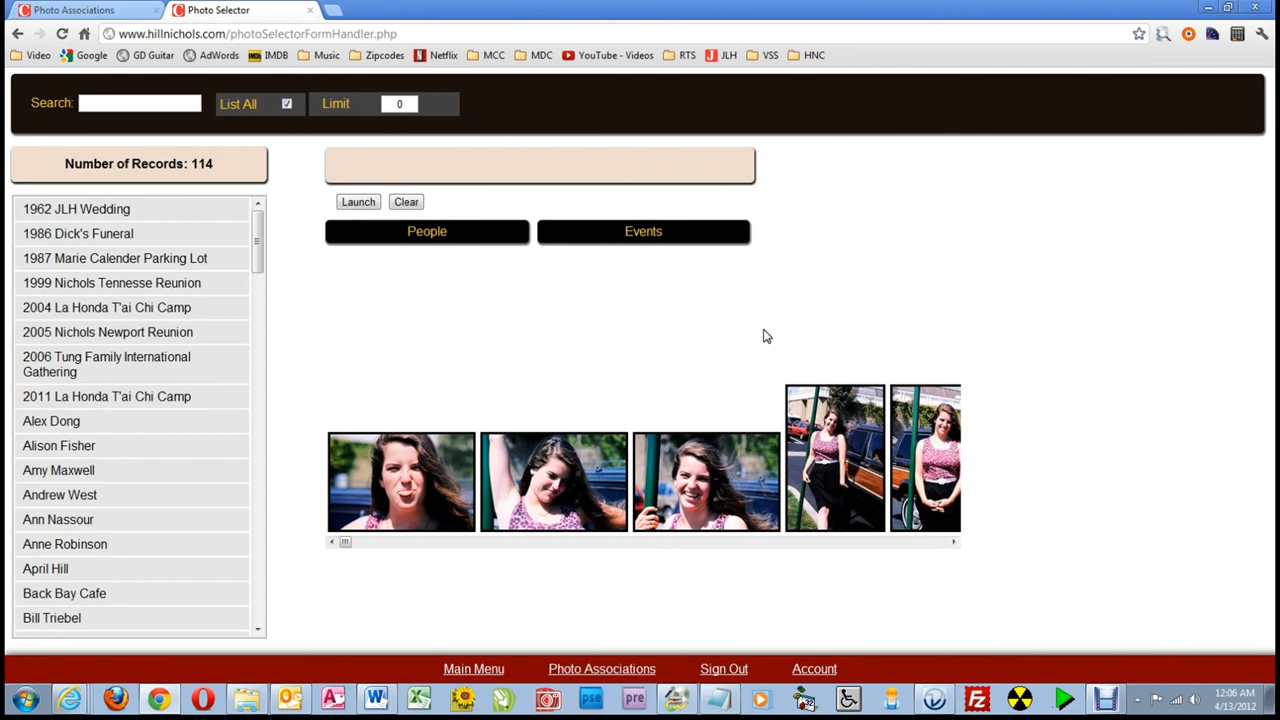 Photo Associations
Photo Selector
www.hillnichols.com/photoSelectorFormHandler.php
Video Google GD Guitar AdWords IMDB Music Zipcodes Netflix MCC MDC YouTube - Videos RTS JLH VSS HNC
Search: List All Limit 0
Number of Records: 114
1962 JLH Wedding
1986 Dick's Funeral
1987 Marie Calender Parking Lot
1999 Nichols Tennesse Reunion
2004 La Honda T'ai Chi Camp
2005 Nichols Newport Reunion
2006 Tung Family International
Gathering
2011 La Honda T'ai Chi Camp
Alex Dong
Alison Fisher
Amy Maxwell
Andrew West
Ann Nassour
Anne Robinson
April Hill
Back Bay Cafe
Bill Triebel
Launch Clear
People Events
Main Menu Photo Associations Sign Out Account
pse pre
12:06 AM
4/13/2012